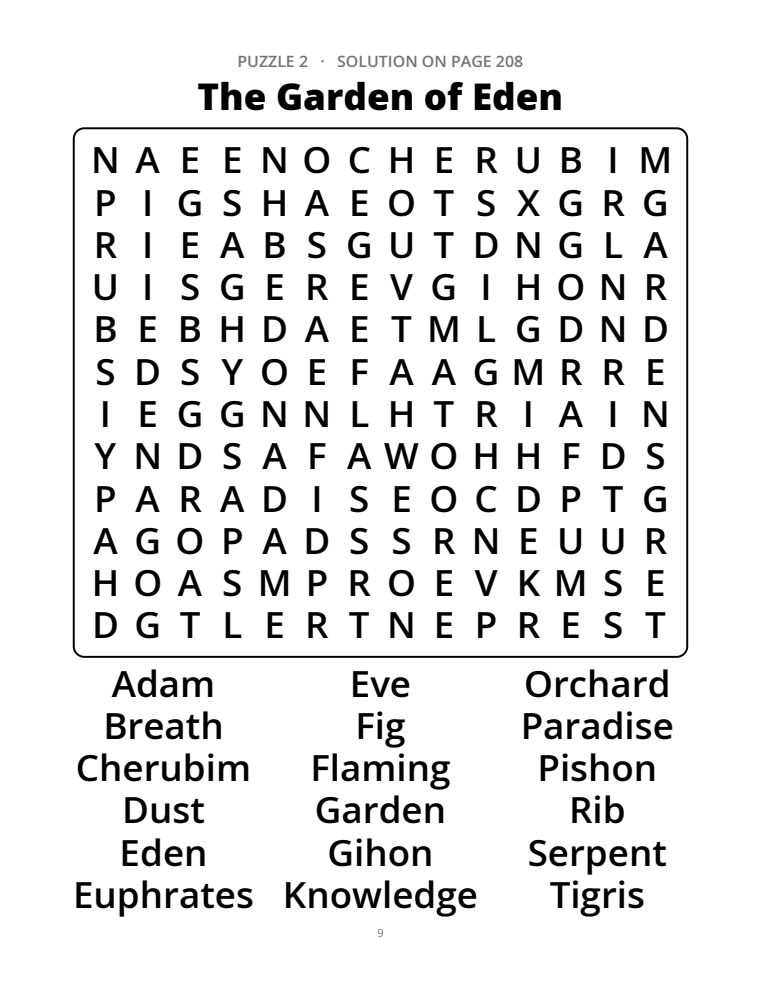 PUZZLE 2 · SOLUTION ON PAGE 208
The Garden of Eden
N A E E N O C H E R U B I M
P I G S H A E O T S X G R G
R I E A B S G U T D N G L A
U I S G E R E V G I H O N R
B E B H D A E T M L G D N D
S D S Y O E F A A G M R R E
I E G G N N L H T R I A I N
Y N D S A F A W O H H F D S
P A R A D I S E O C D P T G
A G O P A D S S R N E U U R
H O A S M P R O E V K M S E
D G T L E R T N E P R E S T
Adam Eve Orchard
Breath Fig Paradise
Cherubim Flaming Pishon
Dust Garden Rib
Eden Gihon Serpent
Euphrates Knowledge Tigris
9